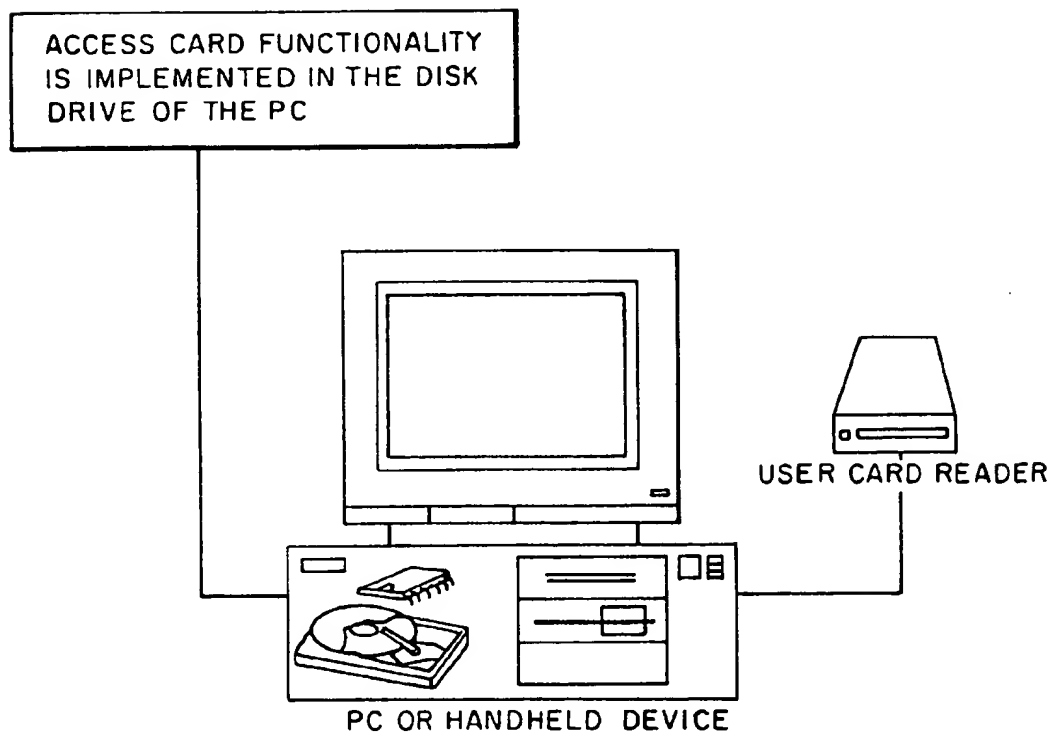 ACCESS CARD FUNCTIONALITY
IS IMPLEMENTED IN THE DISK
DRIVE OF THE PC
USER CARD READER
PC OR HANDHELD DEVICE